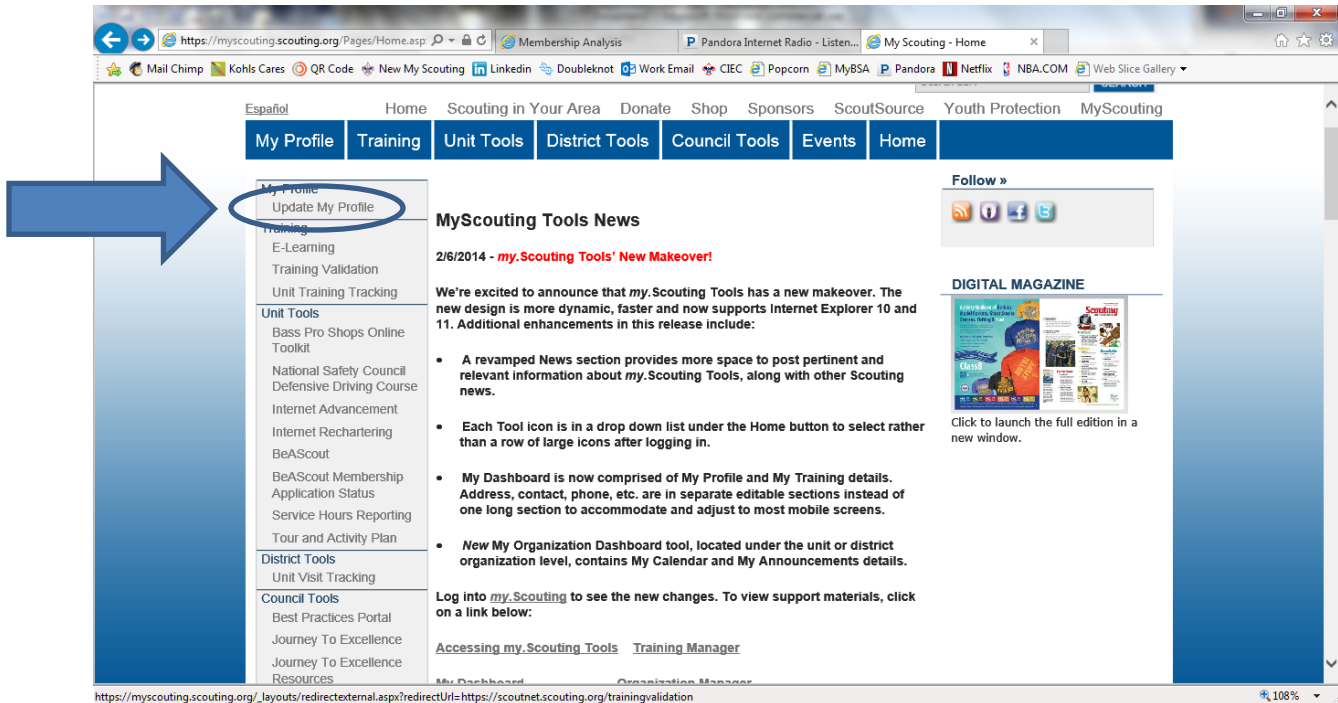 https://myscouting.scouting.org/Pages/Home.asp
Membership Analysis
Pandora Internet Radio - Listen...
My Scouting - Home
Mail Chimp
Kohls Cares
QR Code
New My Scouting
Linkedin
Doubleknot
Work Email
CIEC
Popcorn
MyBSA
Pandora
Netflix
NBA.COM
Web Slice Gallery
Español
Home Scouting in Your Area Donate Shop Sponsors ScoutSource Youth Protection MyScouting
My Profile Training Unit Tools District Tools Council Tools Events Home
My Profile
Update My Profile
Training
E-Learning
Training Validation
Unit Training Tracking
Unit Tools
Bass Pro Shops Online
Toolkit
National Safety Council
Defensive Driving Course
Internet Advancement
Internet Rechartering
BeAScout
BeAScout Membership
Application Status
Service Hours Reporting
Tour and Activity Plan
District Tools
Unit Visit Tracking
Council Tools
Best Practices Portal
Journey To Excellence
Journey To Excellence
Resources
MyScouting Tools News
2/6/2014 - my.Scouting Tools' New Makeover!
We're excited to announce that my.Scouting Tools has a new makeover. The
new design is more dynamic, faster and now supports Internet Explorer 10 and
11. Additional enhancements in this release include:
• A revamped News section provides more space to post pertinent and
relevant information about my.Scouting Tools, along with other Scouting
news.
• Each Tool icon is in a drop down list under the Home button to select rather
than a row of large icons after logging in.
• My Dashboard is now comprised of My Profile and My Training details.
Address, contact, phone, etc. are in separate editable sections instead of
one long section to accommodate and adjust to most mobile screens.
• New My Organization Dashboard tool, located under the unit or district
organization level, contains My Calendar and My Announcements details.
Log into my.Scouting to see the new changes. To view support materials, click
on a link below:
Accessing my.Scouting Tools Training Manager
My Dashboard Organization Manager
Follow »
DIGITAL MAGAZINE
Scouting
ClassB
Click to launch the full edition in a
new window.
https://myscouting.scouting.org/_layouts/redirectexternal.aspx?redirectUrl=https://scoutnet.scouting.org/trainingvalidation
108%